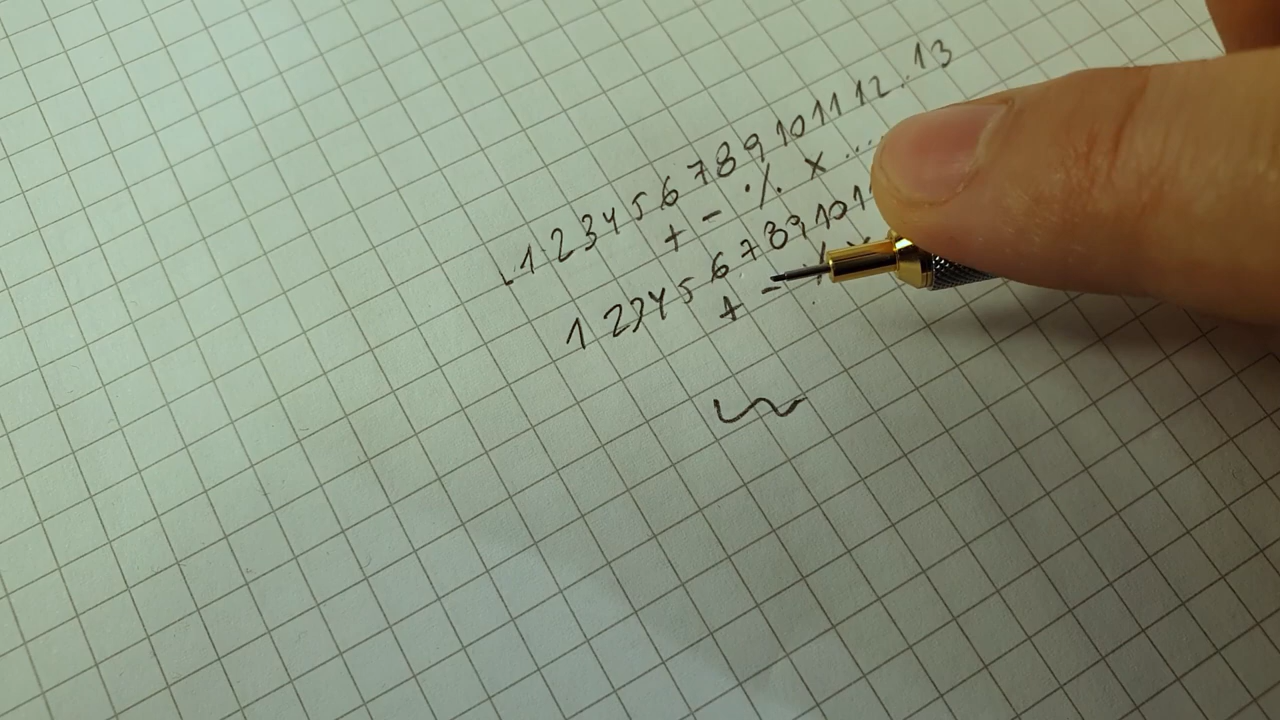 1 2 3 4 5 6 7 8 9 10 11 12 . 13
+ - % x ....
1 2 3 4 5 6 7 8 9 10 1
+ - % x